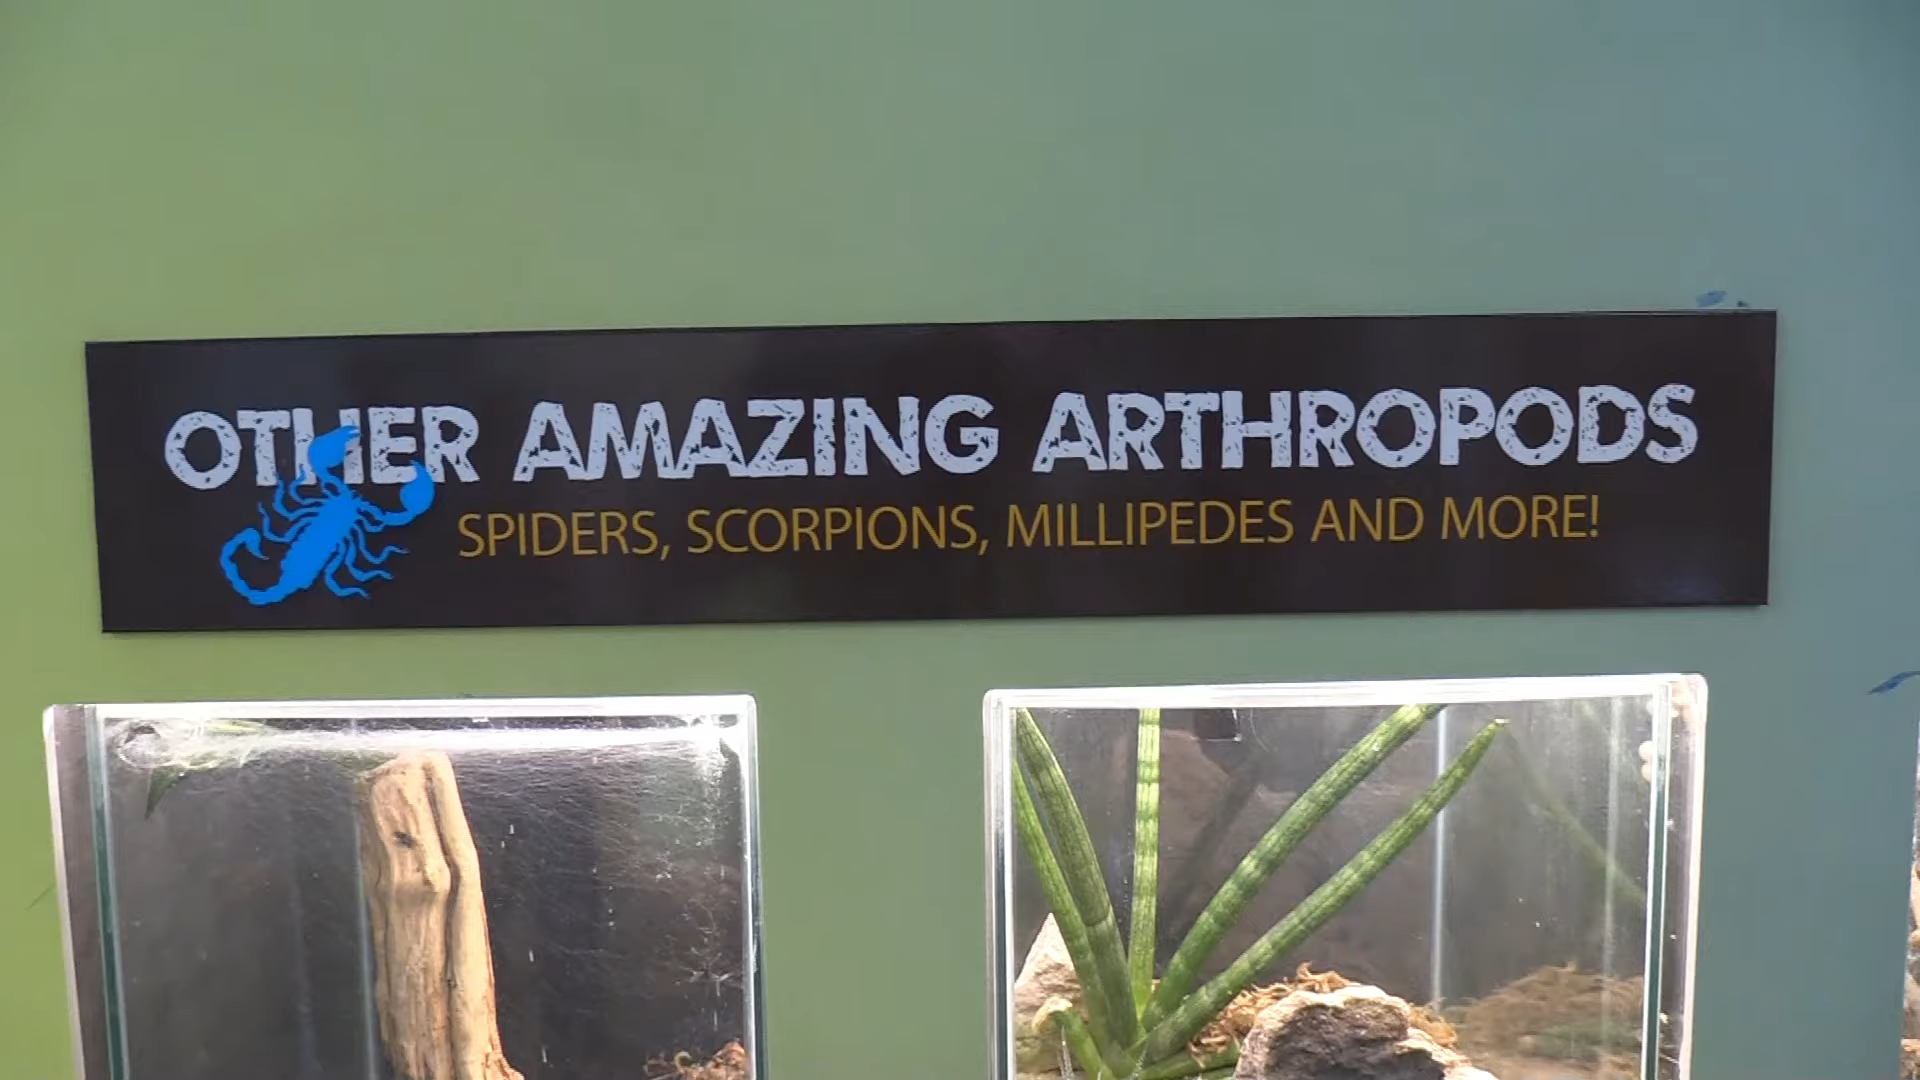 OTHER AMAZING ARTHROPODS
SPIDERS, SCORPIONS, MILLIPEDES AND MORE!